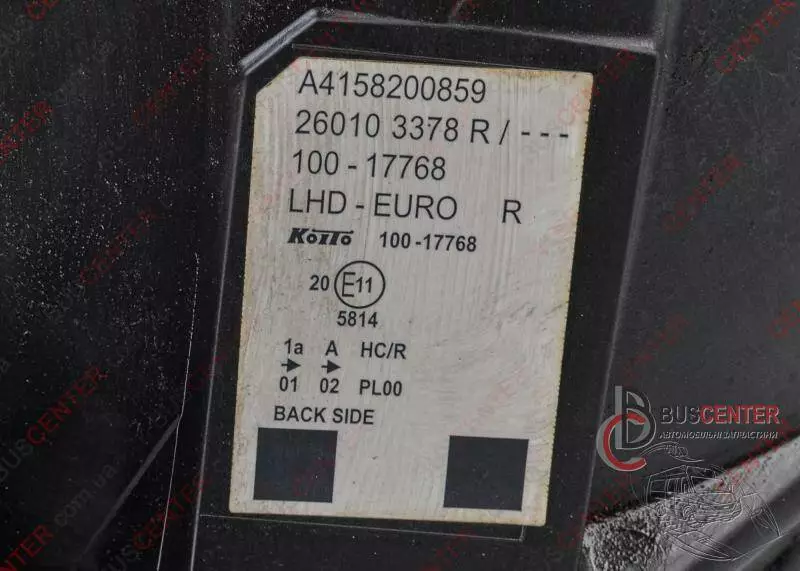 A4158200859
26010 3378 R / - - -
100 - 17768
LHD - EURO R
KOITO 100-17768
20 E11
5814
1a A HC/R
01 02 PL00
BACK SIDE
BUSCENTER
АВТОМОБІЛЬНІ ЗАПЧАСТИНИ